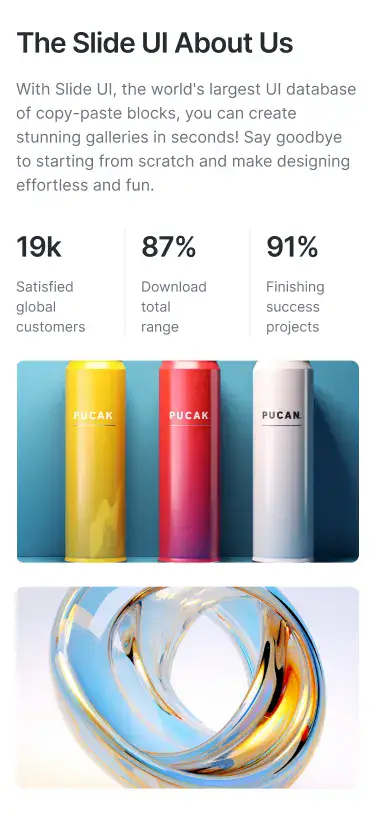 The Slide UI About Us
With Slide UI, the world's largest UI database
of copy-paste blocks, you can create
stunning galleries in seconds! Say goodbye
to starting from scratch and make designing
effortless and fun.
19k
87%
91%
Satisfied
global
customers
Download
total
range
Finishing
success
projects
PUCAK
PUCAK
PUCAN.